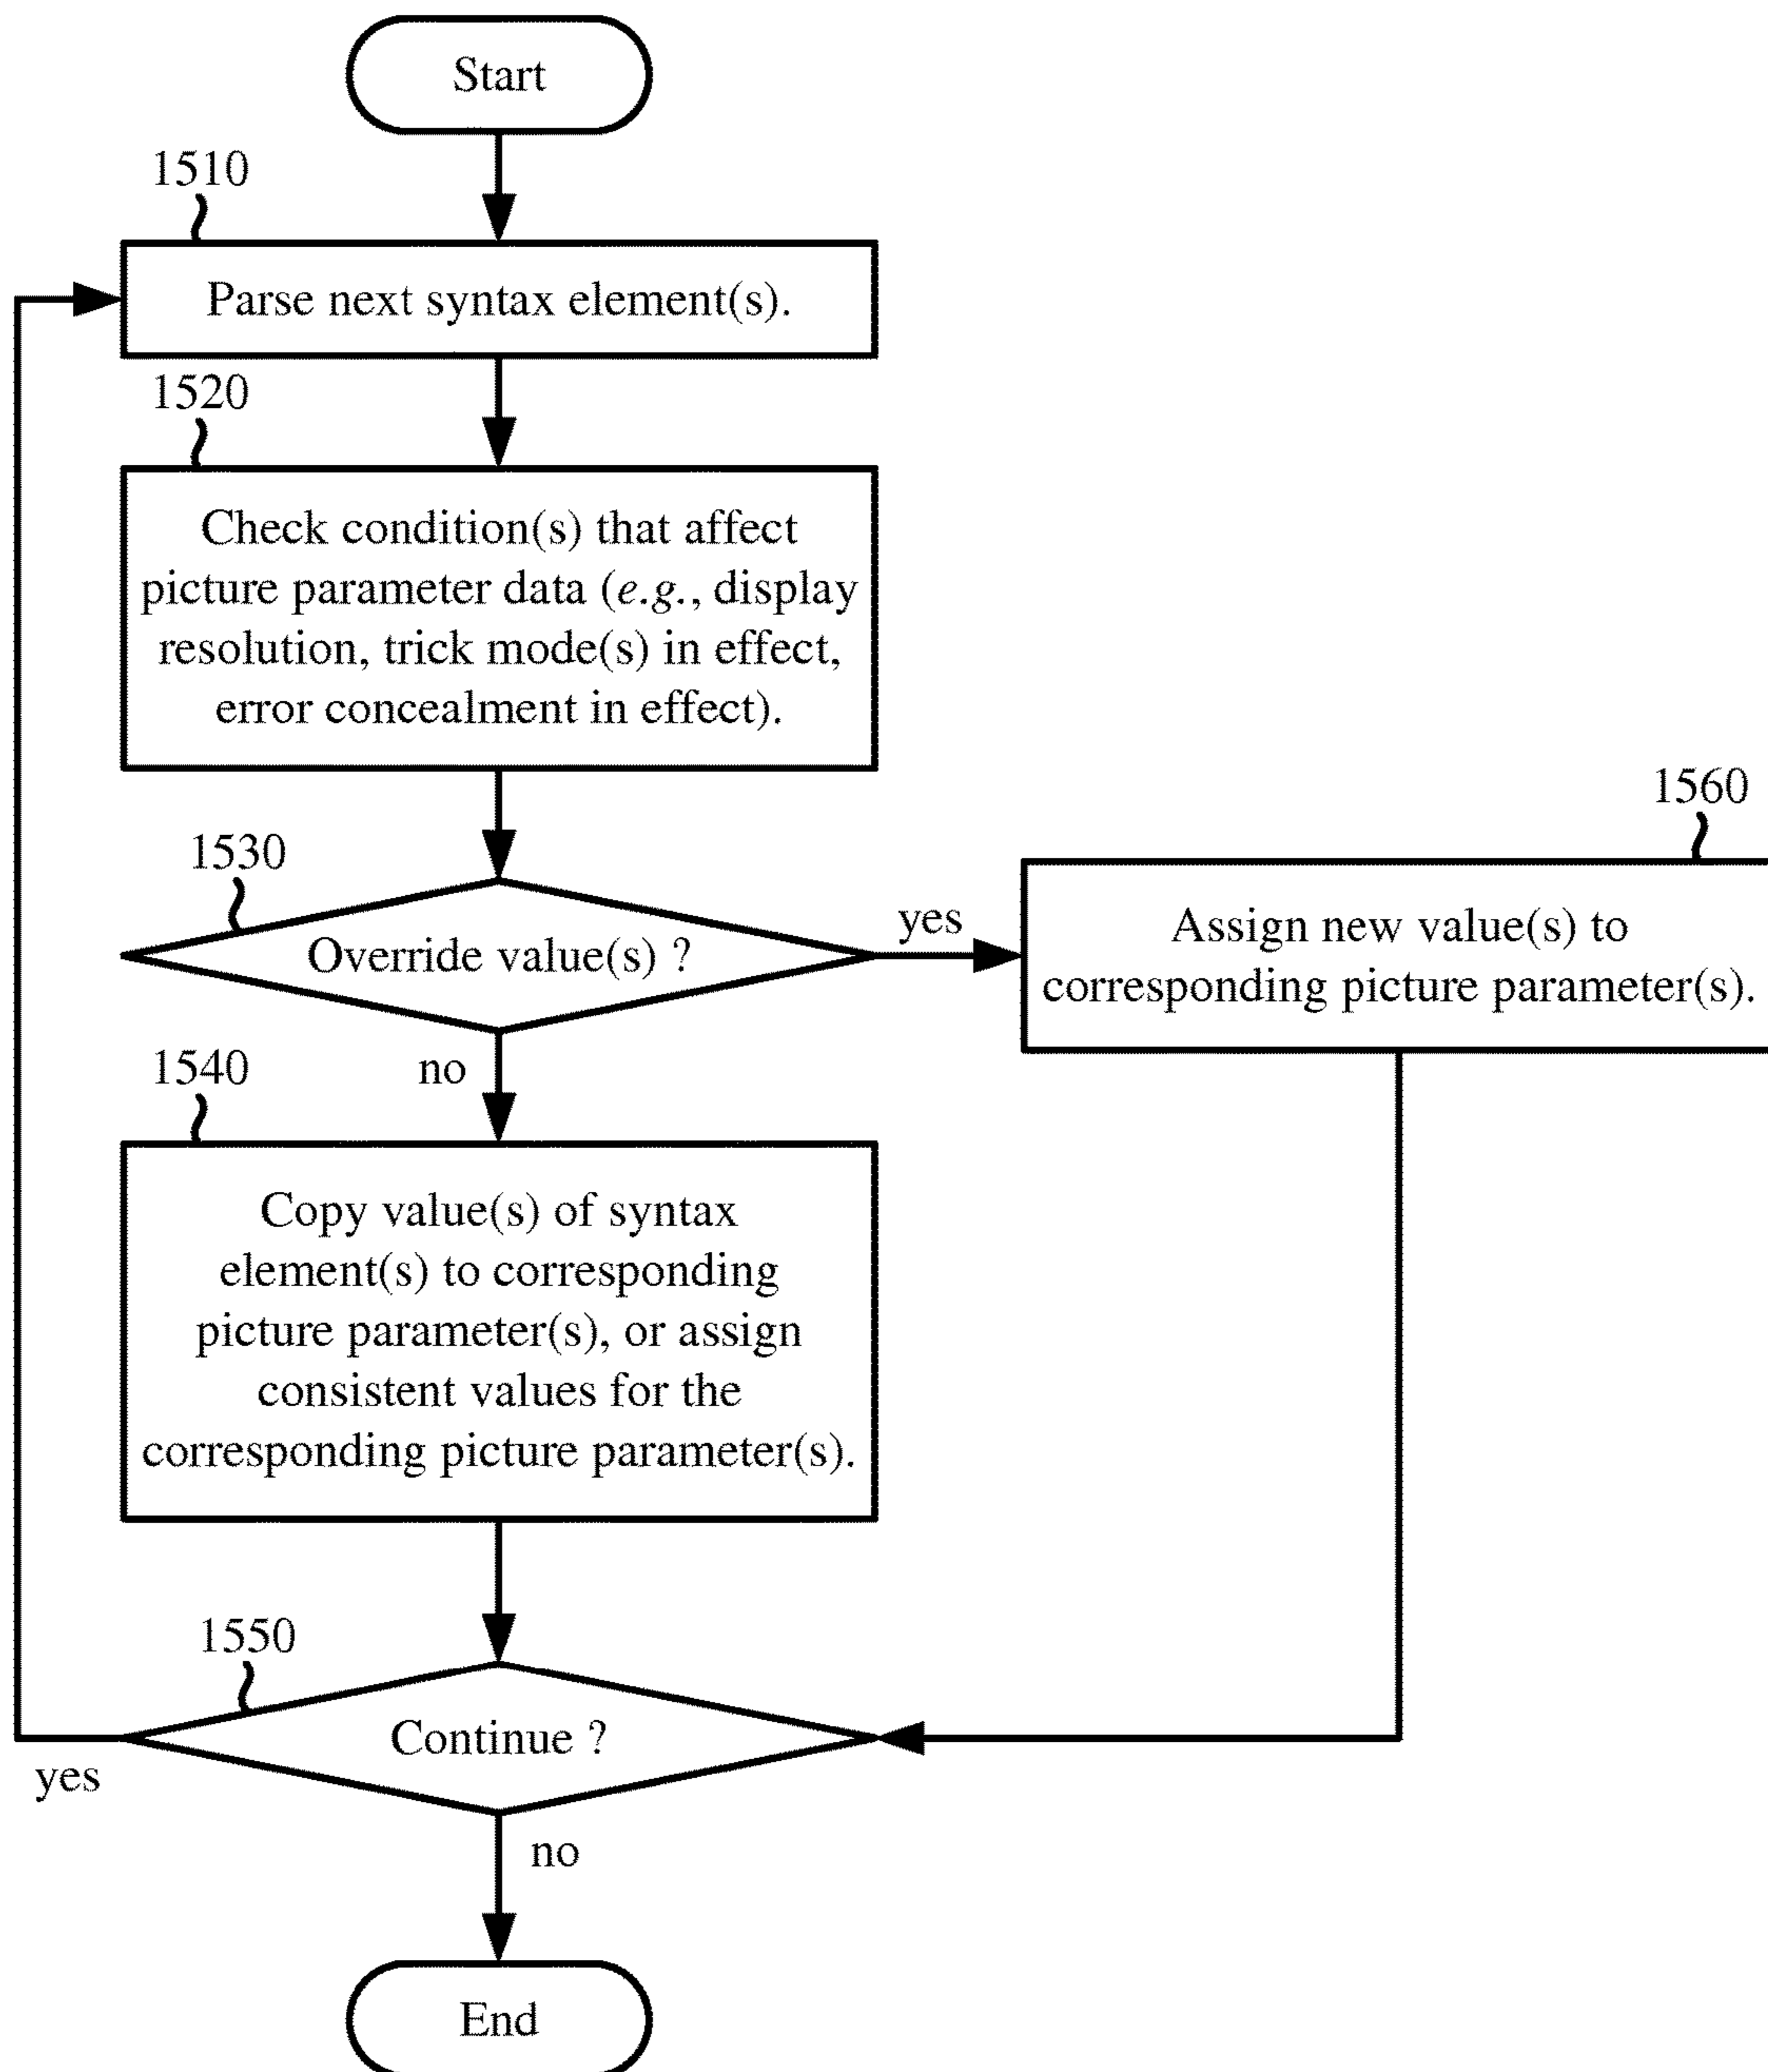 Start
1510
Parse next syntax element(s).
1520
Check condition(s) that affect
picture parameter data (e.g., display
resolution, trick mode(s) in effect,
error concealment in effect).
1530
Override value(s) ?
yes
1560
Assign new value(s) to
corresponding picture parameter(s).
no
1540
Copy value(s) of syntax
element(s) to corresponding
picture parameter(s), or assign
consistent values for the
corresponding picture parameter(s).
1550
Continue ?
yes
no
End